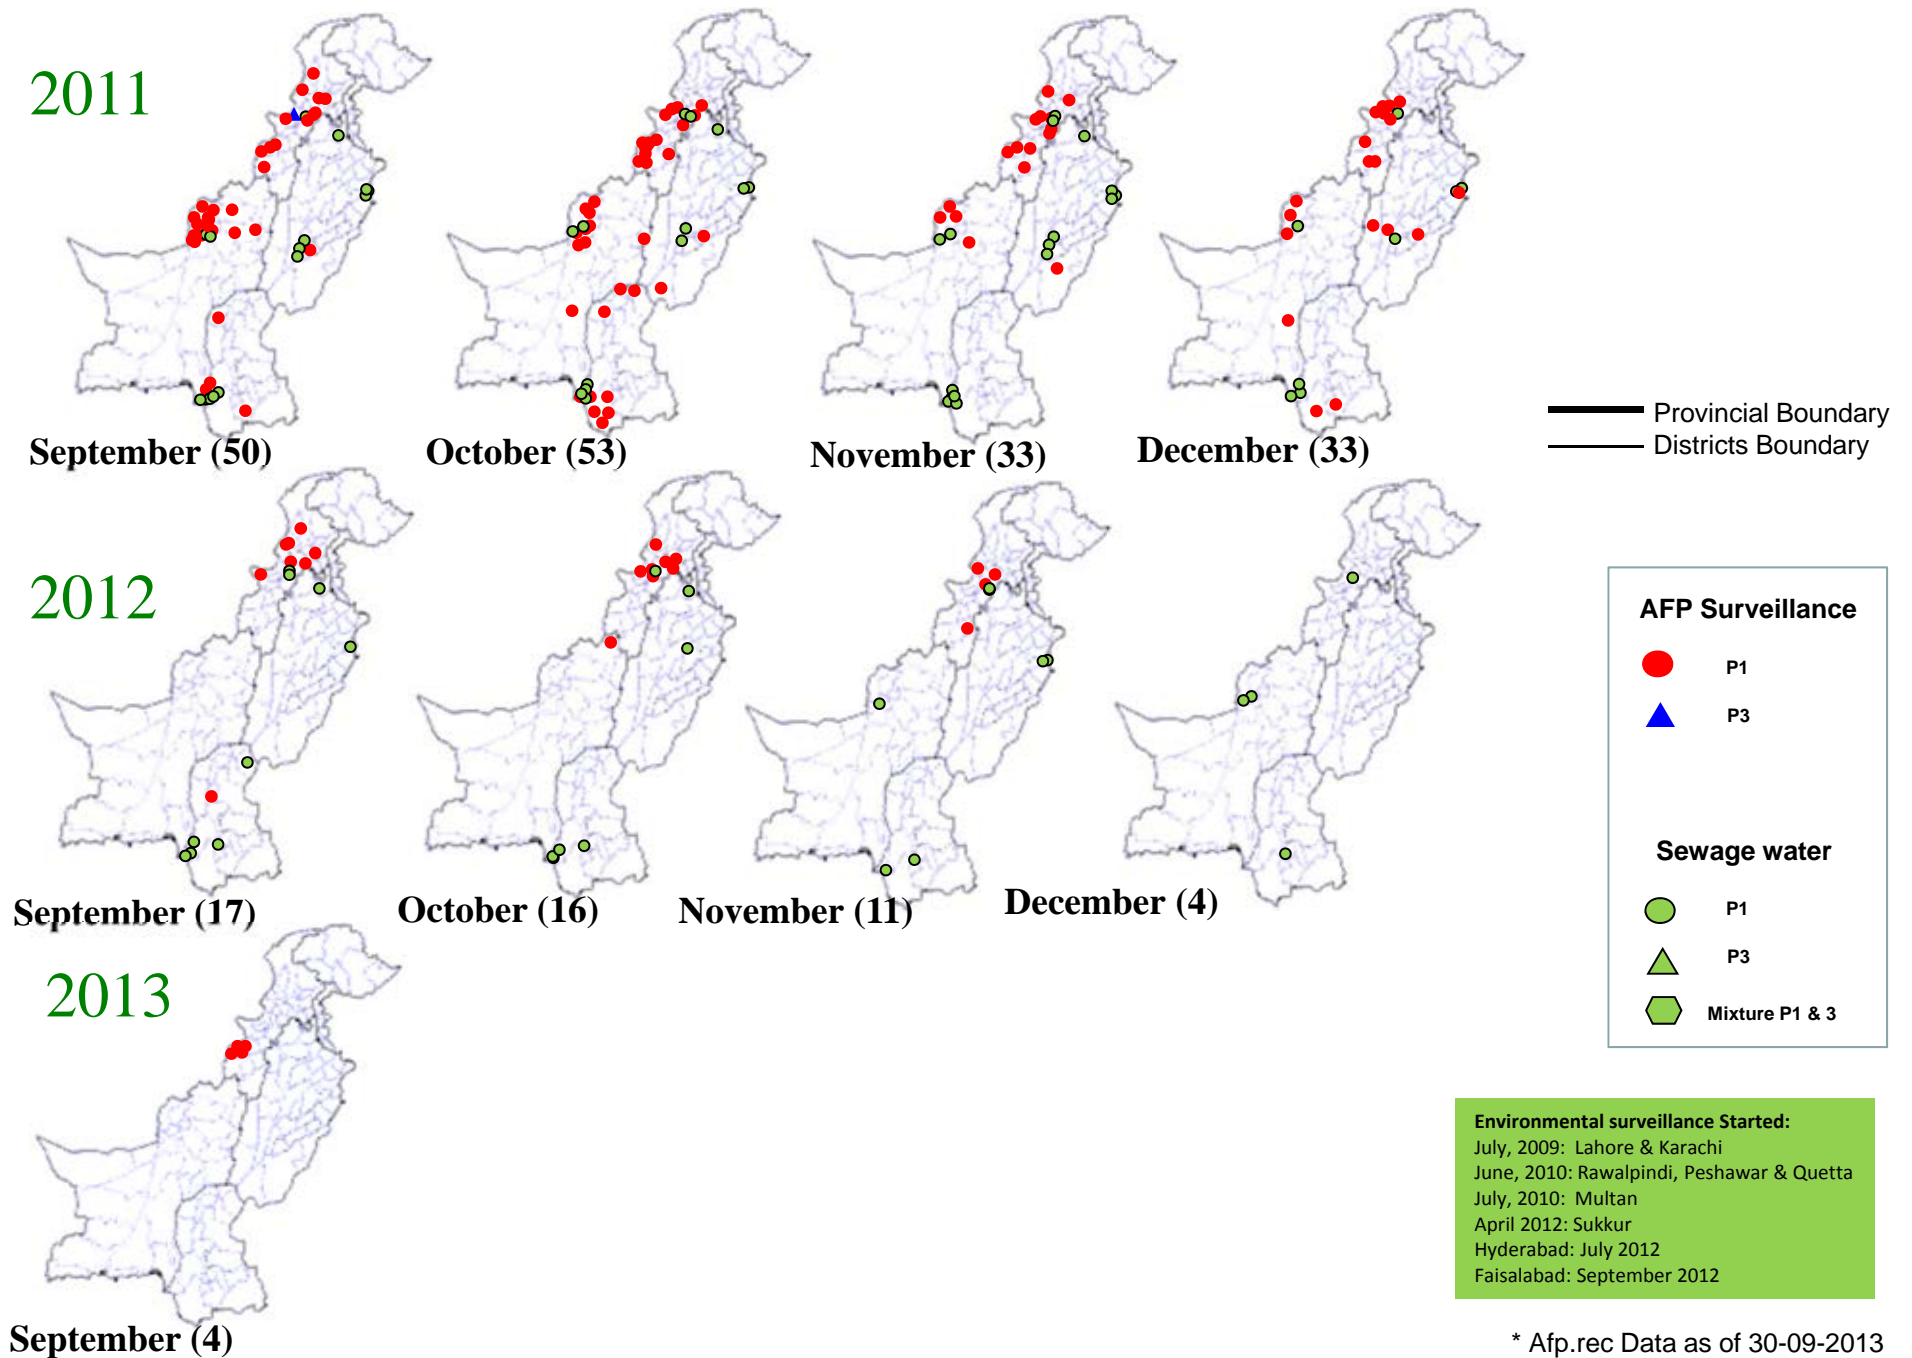 2011
September (50)
October (53)
November (33)
December (33)
Provincial Boundary
Districts Boundary
2012
September (17)
October (16)
November (11)
December (4)
2013
September (4)
AFP Surveillance
P1
P3
Sewage water
P1
P3
Mixture P1 & 3
Environmental surveillance Started:
July, 2009: Lahore & Karachi
June, 2010: Rawalpindi, Peshawar & Quetta
July, 2010: Multan
April 2012: Sukkur
Hyderabad: July 2012
Faisalabad: September 2012
* Afp.rec Data as of 30-09-2013